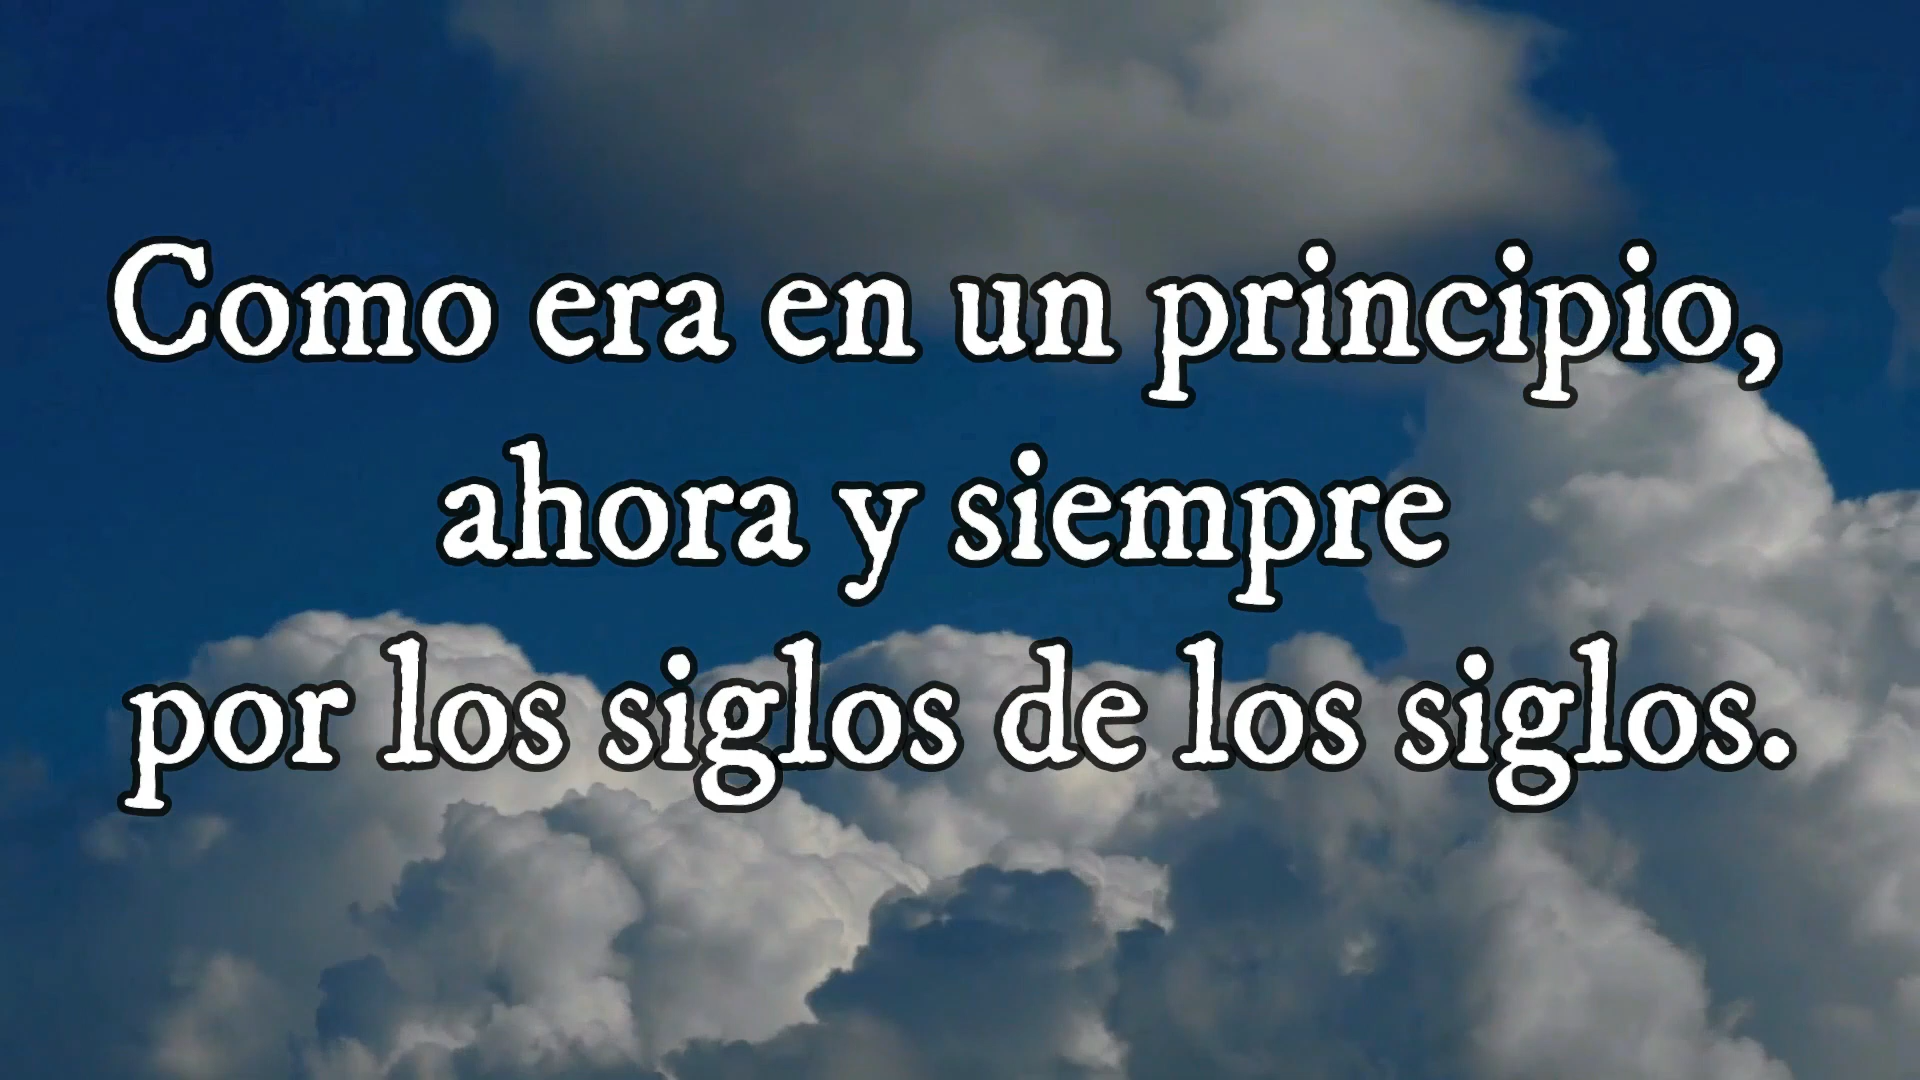 Como era en un principio,
ahora y siempre
por los siglos de los siglos.